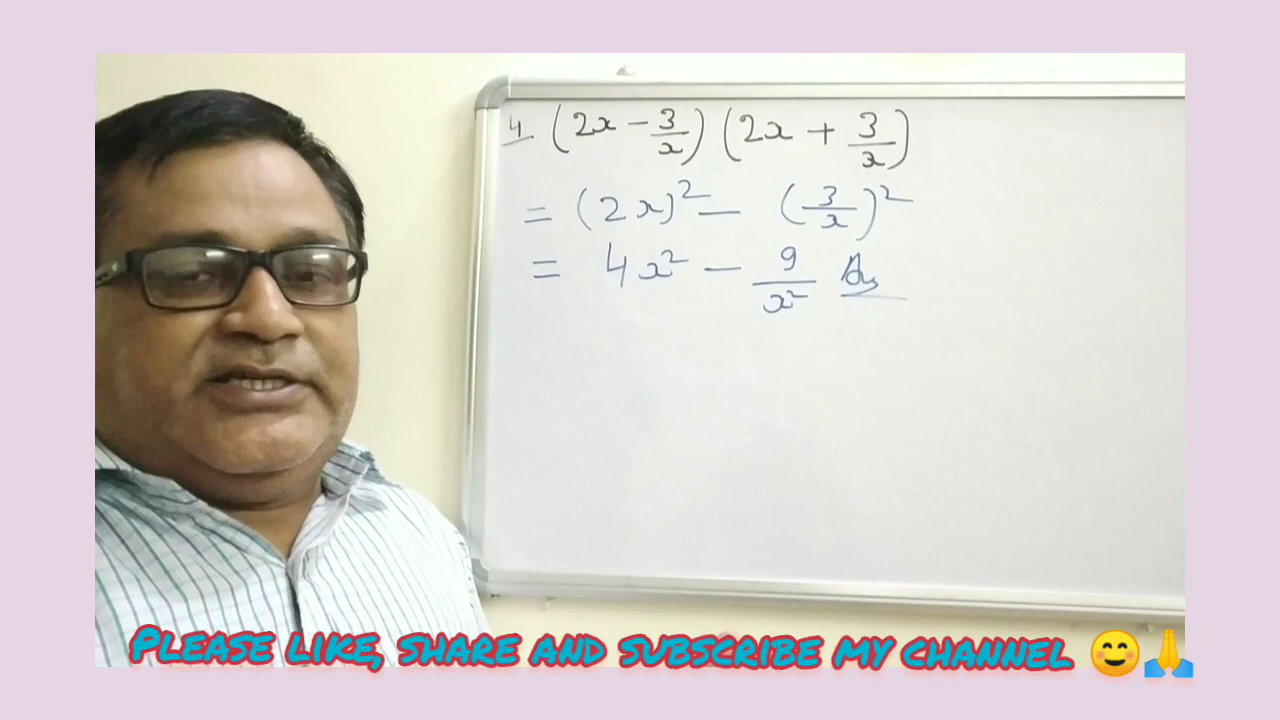 4. (2x - 3/x) (2x + 3/x)
= (2x)² - (3/x)²
= 4x² - 9/x² Ans
Please like, share and subscribe my channel 😊🙏